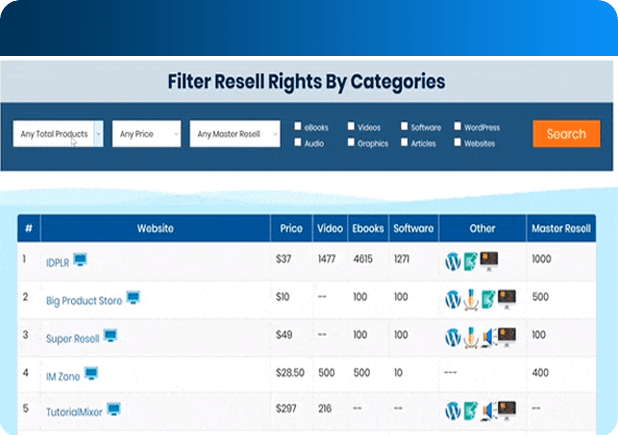 Filter Resell Rights By Categories
Any Total Products Any Price Any Master Resell eBooks Videos Software WordPress Search
Audio Graphics Articles Websites
# Website Price Video Ebooks Software Other Master Resell
1 IDPLR $37 1477 4615 1271 1000
2 Big Product Store $10 -- 100 100 500
3 Super Resell $49 -- 100 100 100
4 IM Zone $28.50 500 500 10 --- 400
5 TutorialMixer $297 216 -- -- --